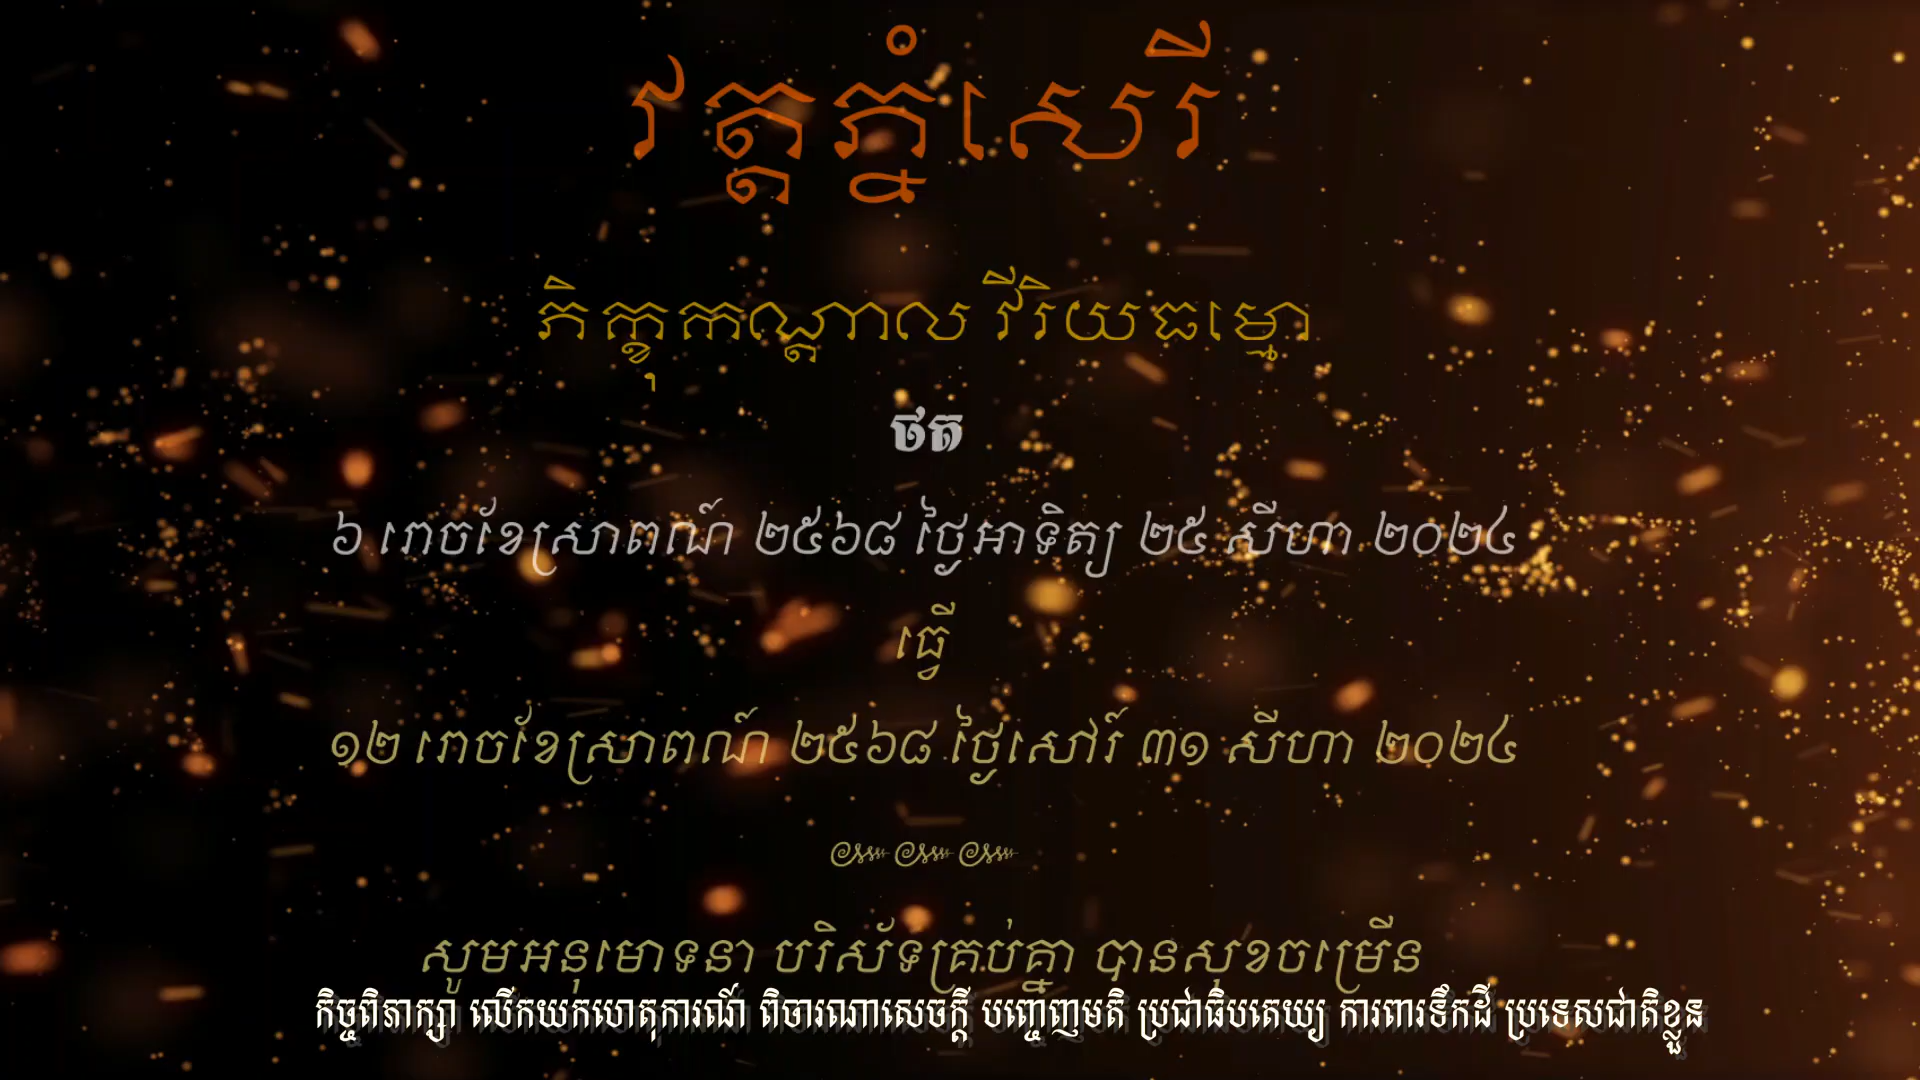 វត្តភ្នំសេរី
ភិក្ខុកណ្ដាល វីរិយធម្មោ
ថត
៦ រោចខែស្រាពណ៍ ២៥៦៨ ថ្ងៃអាទិត្យ ២៥ សីហា ២០២៤
ធ្វើ
១២ រោចខែស្រាពណ៍ ២៥៦៨ ថ្ងៃសៅរ៍ ៣១ សីហា ២០២៤
សូមអនុមោទនា បរិស័ទគ្រប់គ្នា បានសុខចម្រើន
កិច្ចពិភាក្សា លើកយកហេតុការណ៍ ពិចារណាសេចក្ដី បញ្ចេញមតិ ប្រជាធិបតេយ្យ ការពារទឹកដី ប្រទេសជាតិខ្លួន